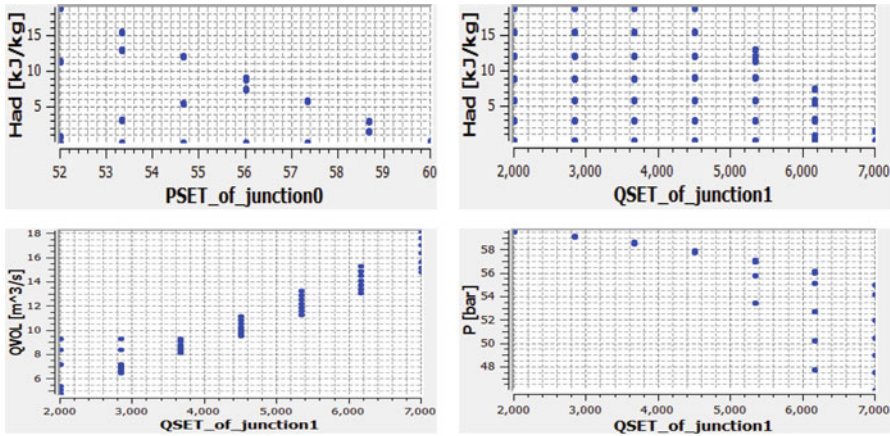 Had [kJ/kg]
15
10
5
52 53 54 55 56 57 58 59 60
PSET_of_junction0
Had [kJ/kg]
15
10
5
2,000 3,000 4,000 5,000 6,000 7,000
QSET_of_junction1
QVOL [m^3/s]
18
16
14
12
10
8
6
2,000 3,000 4,000 5,000 6,000 7,000
QSET_of_junction1
P [bar]
58
56
54
52
50
48
2,000 3,000 4,000 5,000 6,000 7,000
QSET_of_junction1